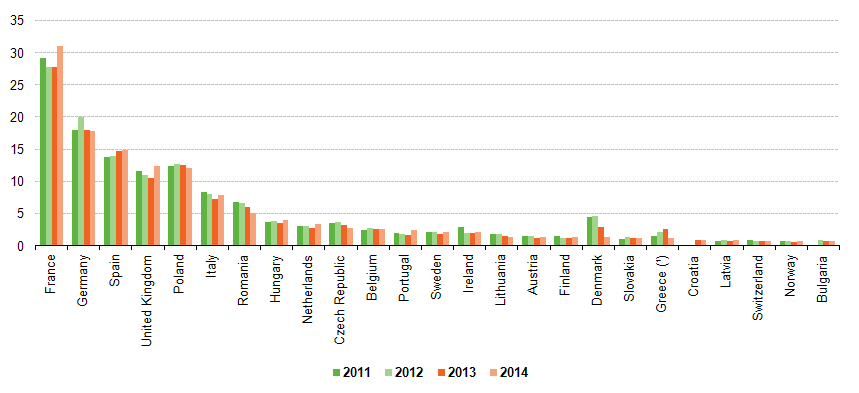 35
30
25
20
15
10
5
0
France
Germany
Spain
United Kingdom
Poland
Italy
Romania
Hungary
Netherlands
Czech Republic
Belgium
Portugal
Sweden
Ireland
Lithuania
Austria
Finland
Denmark
Slovakia
Greece (')
Croatia
Latvia
Switzerland
Norway
Bulgaria
2011 2012 2013 2014